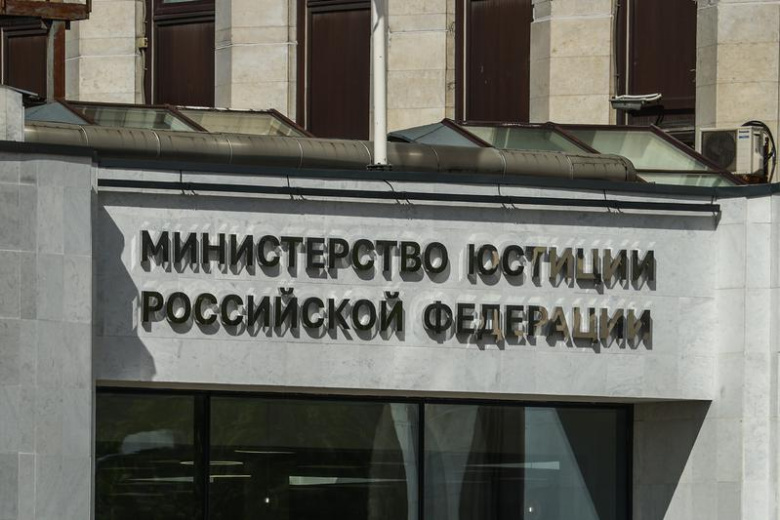 МИНИСТЕРСТВО ЮСТИЦИИ
РОССИЙСКОЙ ФЕДЕРАЦИИ